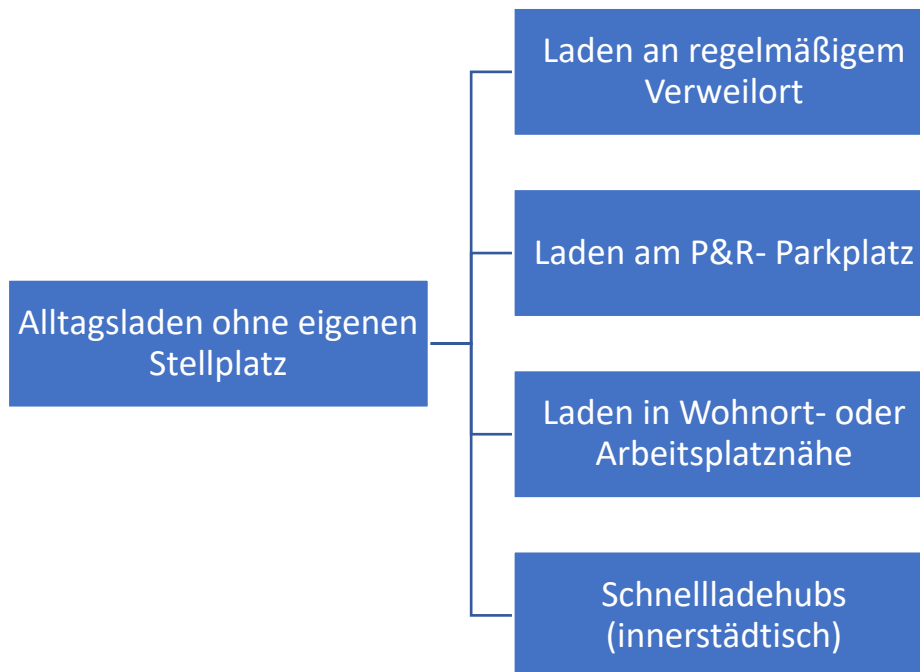 Laden an regelmäßigem
Verweilort
Laden am P&R- Parkplatz
Alltagsladen ohne eigenen
Stellplatz
Laden in Wohnort- oder
Arbeitsplatznähe
Schnellladehubs
(innerstädtisch)